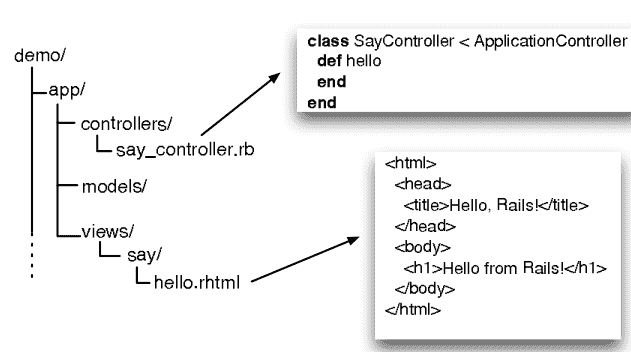 demo/
app/
controllers/
say_controller.rb
models/
views/
say/
hello.rhtml
class SayController < ApplicationController
def hello
end
end
<html>
<head>
<title>Hello, Rails!</title>
</head>
<body>
<h1>Hello from Rails!</h1>
</body>
</html>